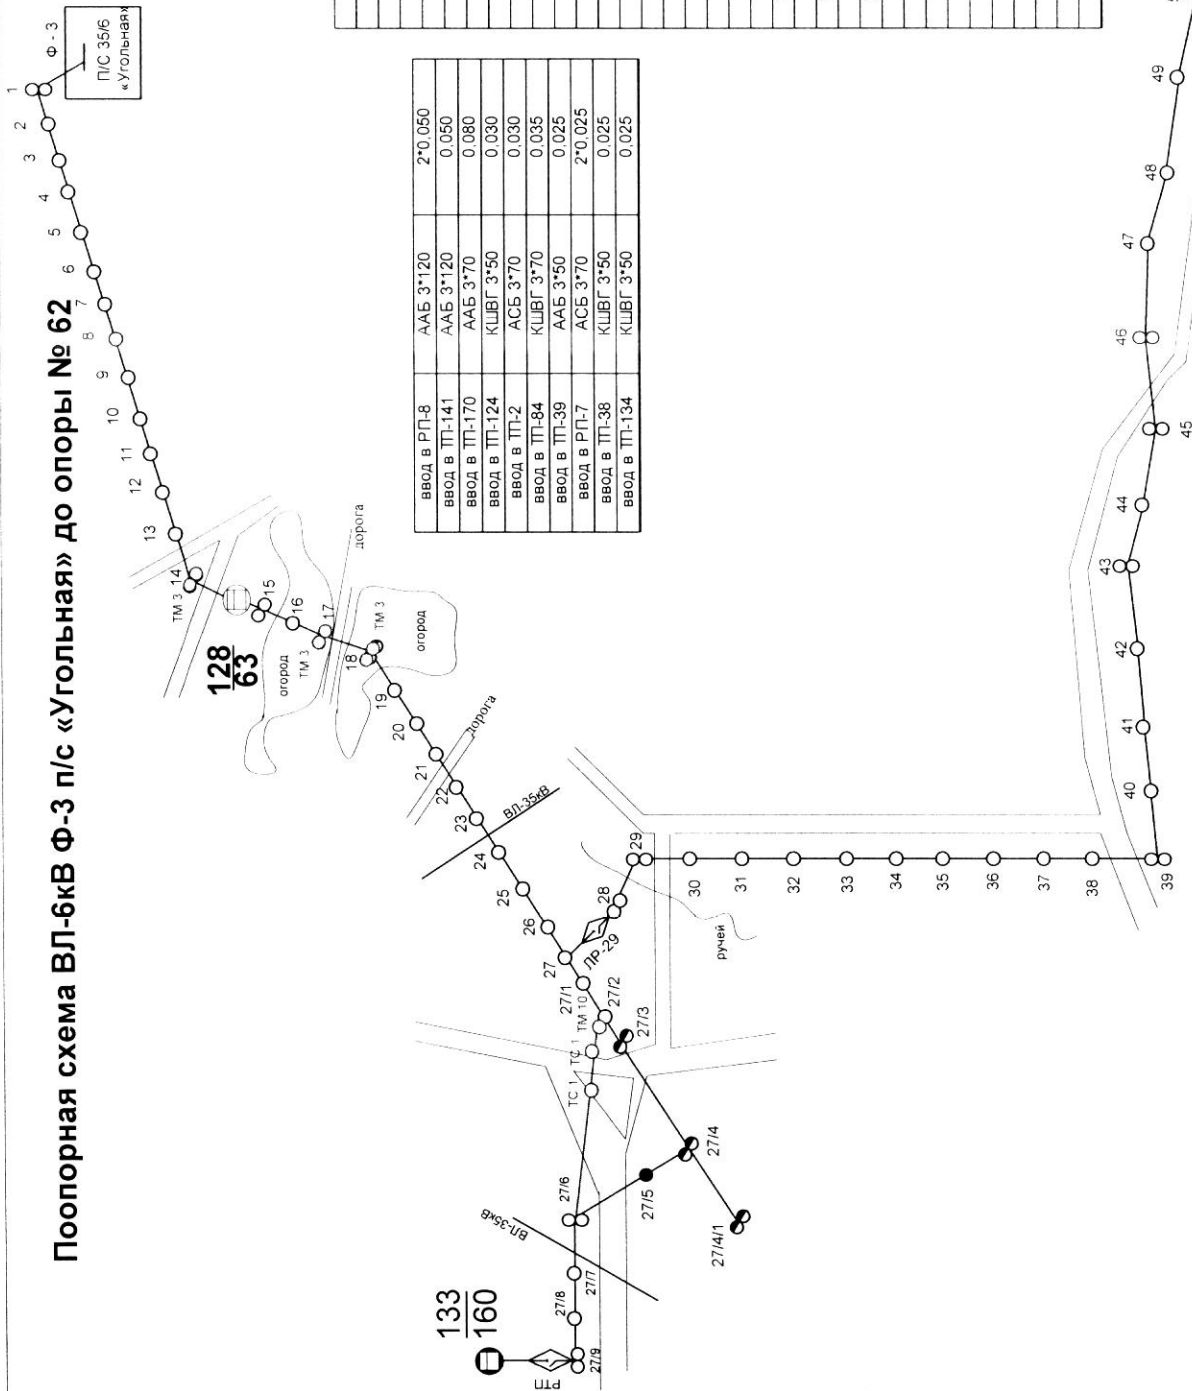 Поопорная схема ВЛ-6кВ Ф-3 п/с «Угольная» до опоры № 62
Ф - 3
П/С 35/6
«Угольная»
1
2
3
4
5
6
7
8
9
10
11
12
13
14
ТМ 3
15
16
17
ТМ 3
18
ТМ 3
128
63
огород
огород
дорога
19
20
21
22
дорога
23
ВЛ-35кВ
24
25
26
27
ЛР-29
28
29
30
31
32
33
34
35
36
37
38
39
40
41
42
43
44
45
46
47
48
49
ручей
27/1
27/2
ТМ 10
27/3
ТС 1
ТС 1
27/4
27/4/1
27/5
27/6
ВЛ-35кВ
27/7
27/8
27/9
РТП
133
160
ввод в РП-8 ААБ 3*120 2*0,050
ввод в ТП-141 ААБ 3*120 0,050
ввод в ТП-170 ААБ 3*70 0,080
ввод в ТП-124 КШВГ 3*50 0,030
ввод в ТП-2 АСБ 3*70 0,030
ввод в ТП-84 КШВГ 3*70 0,035
ввод в ТП-39 ААБ 3*50 0,025
ввод в РП-7 АСБ 3*70 2*0,025
ввод в ТП-38 КШВГ 3*50 0,025
ввод в ТП-134 КШВГ 3*50 0,025